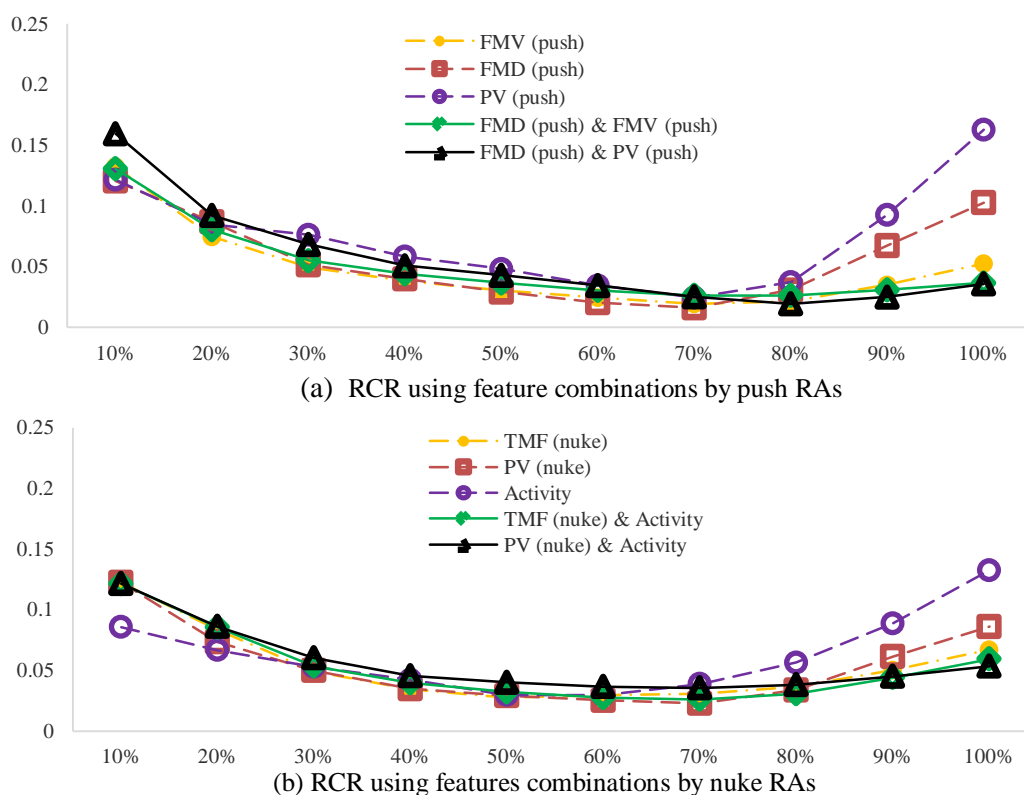 0.25
0.2
0.15
0.1
0.05
0
FMV (push)
FMD (push)
PV (push)
FMD (push) & FMV (push)
FMD (push) & PV (push)
10% 20% 30% 40% 50% 60% 70% 80% 90% 100%
(a) RCR using feature combinations by push RAs
0.25
0.2
0.15
0.1
0.05
0
TMF (nuke)
PV (nuke)
Activity
TMF (nuke) & Activity
PV (nuke) & Activity
10% 20% 30% 40% 50% 60% 70% 80% 90% 100%
(b) RCR using features combinations by nuke RAs